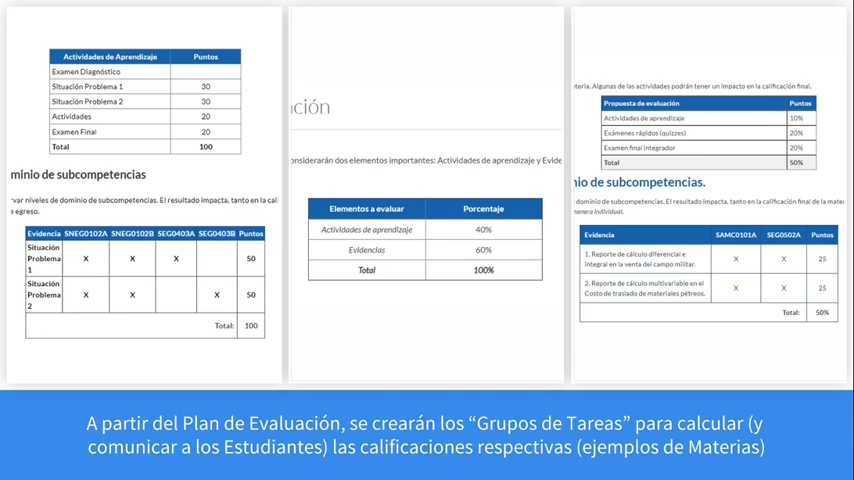 Actividades de Aprendizaje Puntos
Examen Diagnóstico
Situación Problema 1 30
Situación Problema 2 30
Actividades 20
Examen Final 20
Total 100
minio de subcompetencias
var niveles de dominio de subcompetencias. El resultado impacta, tanto en la cali
e egreso.
Evidencia SNEG0102A SNEG0102B SEG0403A SEG0403B Puntos
Situación
Problema X X X 50
1
Situación
Problema X X X 50
2
Total: 100
ción
onsiderarán dos elementos importantes: Actividades de aprendizaje y Evide
Elementos a evaluar Porcentaje
Actividades de aprendizaje 40%
Evidencias 60%
Total 100%
teria. Algunas de las actividades podrán tener un impacto en la calificación final.
Propuesta de evaluación Puntos
Actividades de aprendizaje 10%
Exámenes rápidos (quizzes) 20%
Examen final integrador 20%
Total 50%
nio de subcompetencias.
dominio de subcompetencias. El resultado impacta, tanto en la calificación final de la mater
manera individual.
Evidencia SAMC0101A SEG0502A Puntos
1. Reporte de cálculo diferencial e
integral en la venta del campo militar. X X 25
2. Reporte de cálculo multivariable en el
Costo de traslado de materiales pétreos. X X 25
Total: 50%
A partir del Plan de Evaluación, se crearán los “Grupos de Tareas” para calcular (y
comunicar a los Estudiantes) las calificaciones respectivas (ejemplos de Materias)